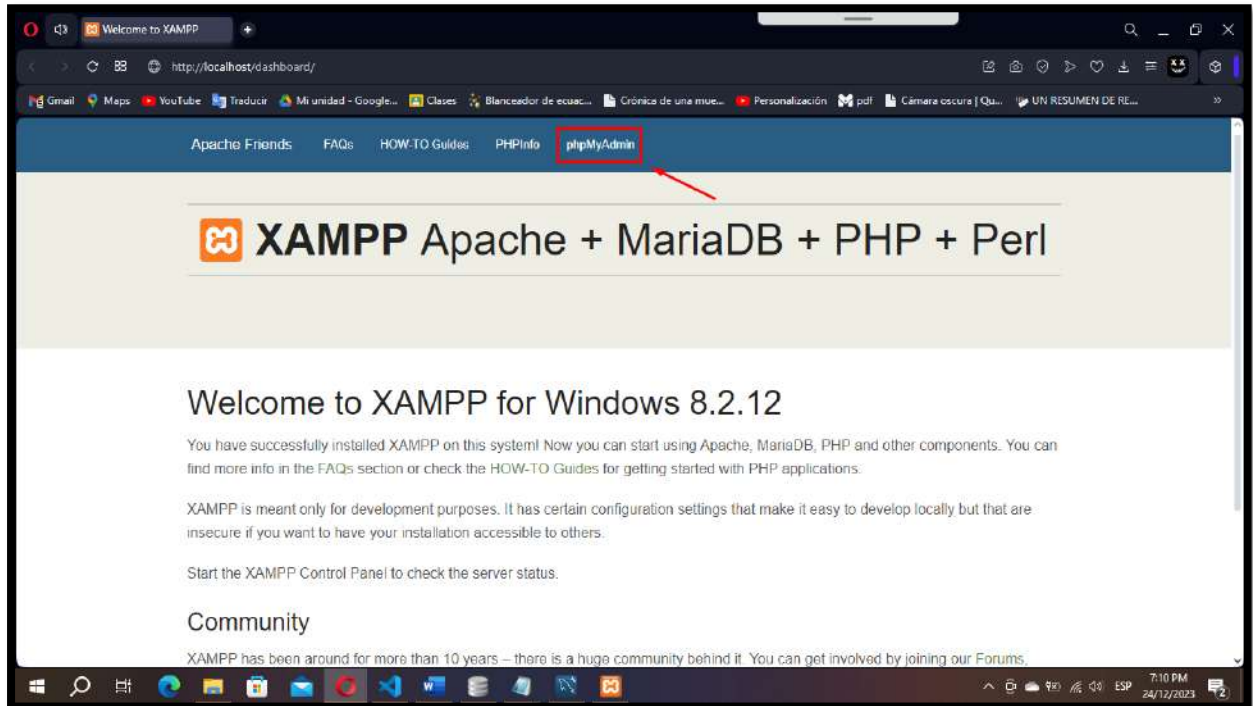 Welcome to XAMPP
http://localhost/dashboard/
Gmail Maps YouTube Traducir Mi unidad - Google... Clases Blanceador de ecuac... Crónica de una mue... Personalización pdf Cámara oscura | Qu... UN RESUMEN DE RE...
Apache Friends FAQs HOW-TO Guides PHPInfo phpMyAdmin
XAMPP Apache + MariaDB + PHP + Perl
Welcome to XAMPP for Windows 8.2.12
You have successfully installed XAMPP on this system! Now you can start using Apache, MariaDB, PHP and other components. You can
find more info in the FAQs section or check the HOW-TO Guides for getting started with PHP applications.
XAMPP is meant only for development purposes. It has certain configuration settings that make it easy to develop locally but that are
insecure if you want to have your installation accessible to others.
Start the XAMPP Control Panel to check the server status.
Community
XAMPP has been around for more than 10 years – there is a huge community behind it. You can get involved by joining our Forums,
ESP
7:10 PM
24/12/2023
2